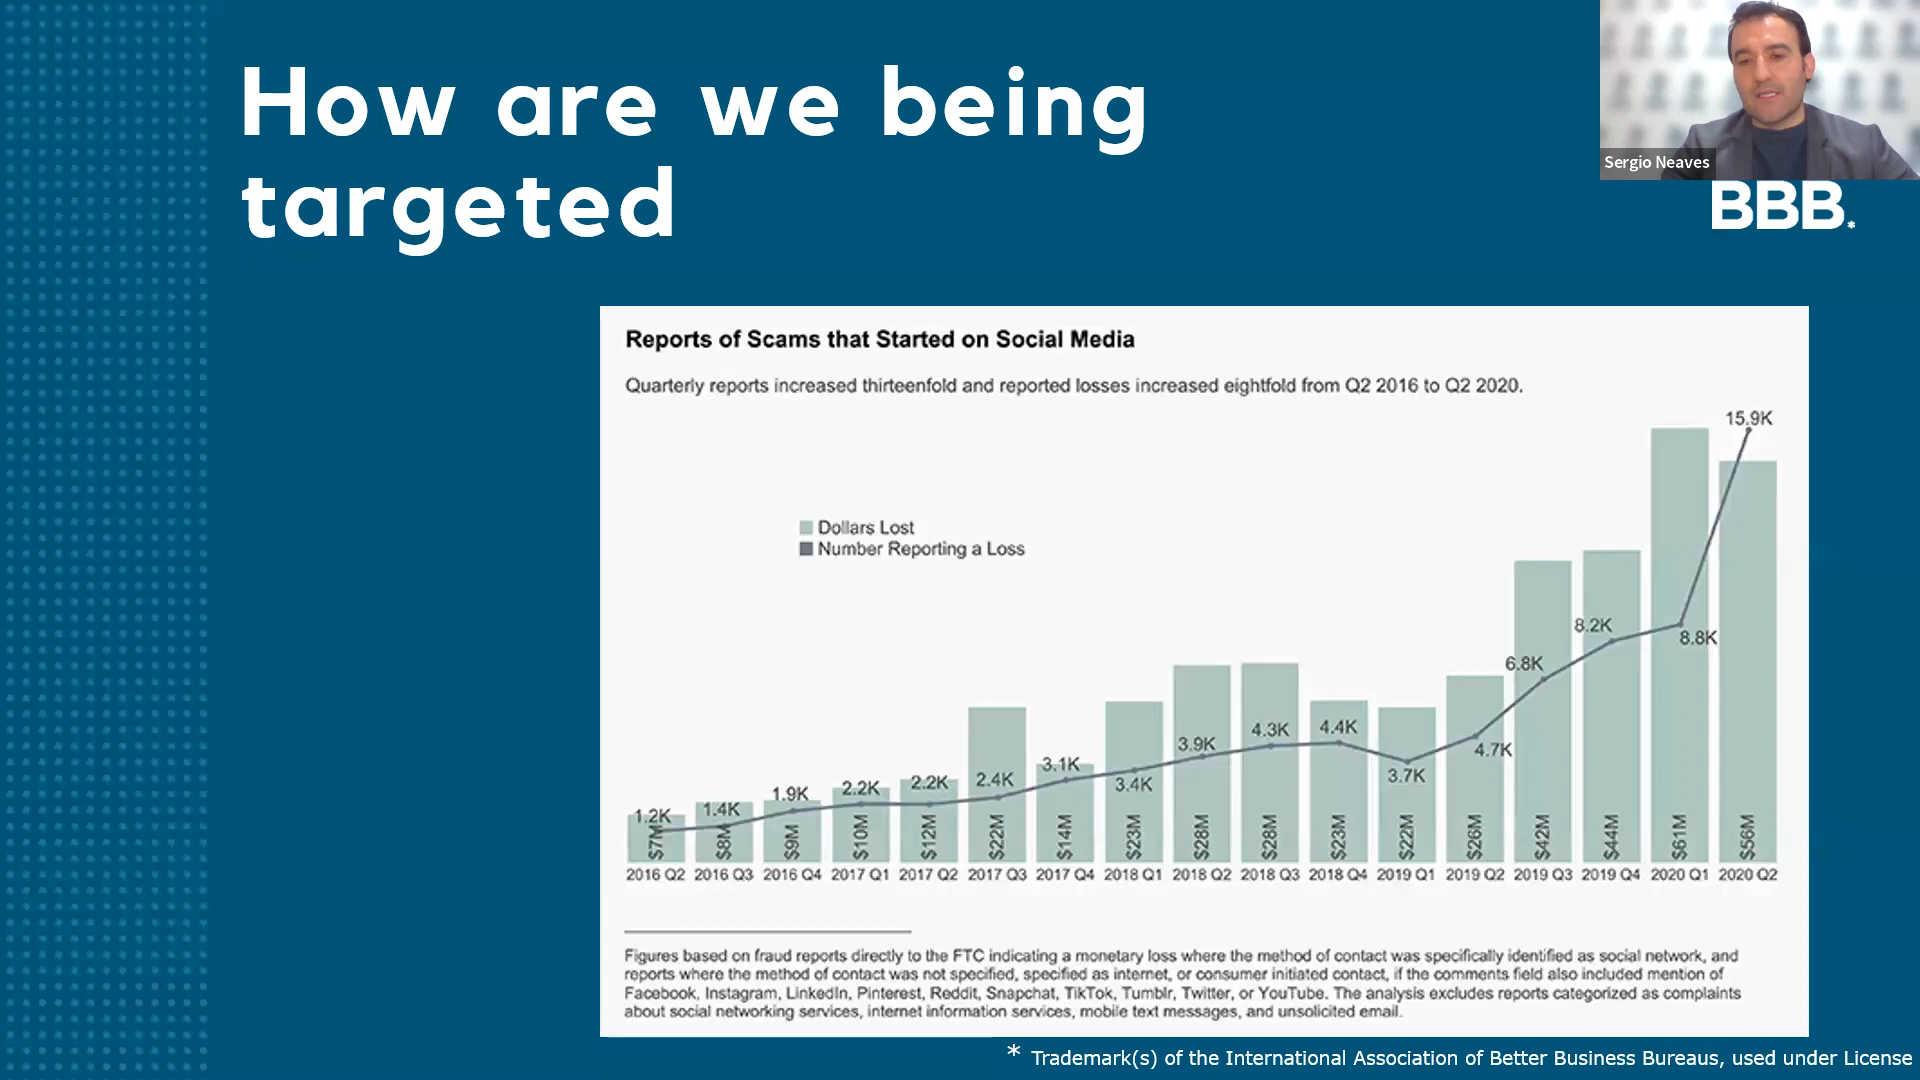 How are we being
targeted
Sergio Neaves
BBB.*
Reports of Scams that Started on Social Media
Quarterly reports increased thirteenfold and reported losses increased eightfold from Q2 2016 to Q2 2020.
Dollars Lost
Number Reporting a Loss
1.2K 1.4K 1.9K 2.2K 2.2K 2.4K 3.1K 3.4K 3.9K 4.3K 4.4K 3.7K 4.7K 6.8K 8.2K 8.8K 15.9K
$7M $8M $9M $10M $12M $22M $14M $23M $28M $28M $23M $22M $26M $42M $44M $61M $56M
2016 Q2 2016 Q3 2016 Q4 2017 Q1 2017 Q2 2017 Q3 2017 Q4 2018 Q1 2018 Q2 2018 Q3 2018 Q4 2019 Q1 2019 Q2 2019 Q3 2019 Q4 2020 Q1 2020 Q2
Figures based on fraud reports directly to the FTC indicating a monetary loss where the method of contact was specifically identified as social network, and
reports where the method of contact was not specified, specified as internet, or consumer initiated contact, if the comments field also included mention of
Facebook, Instagram, LinkedIn, Pinterest, Reddit, Snapchat, TikTok, Tumblr, Twitter, or YouTube. The analysis excludes reports categorized as complaints
about social networking services, internet information services, mobile text messages, and unsolicited email.
* Trademark(s) of the International Association of Better Business Bureaus, used under License